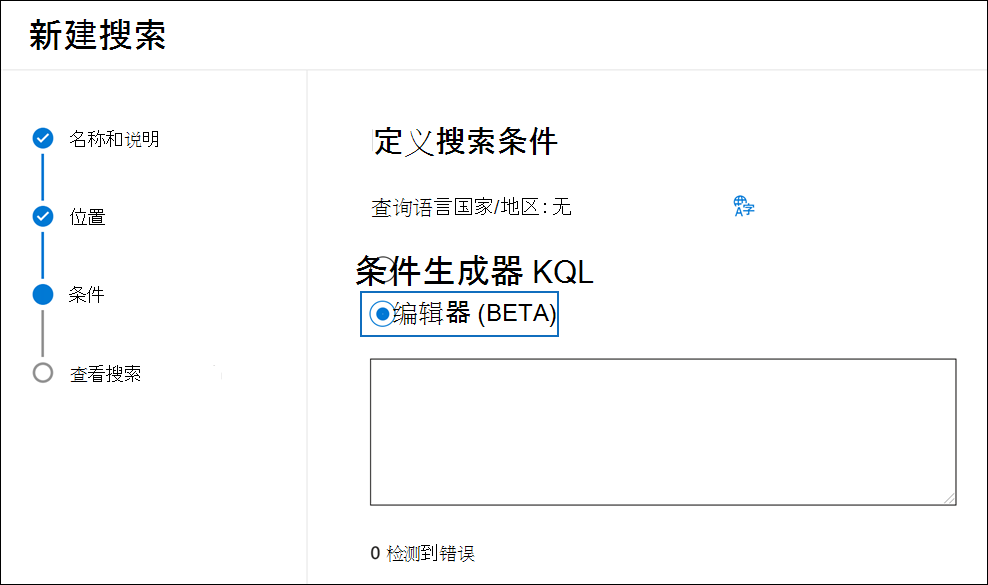 新建搜索
名称和说明
位置
条件
查看搜索
定义搜索条件
查询语言国家/地区: 无
A字
条件生成器 KQL
编辑器 (BETA)
0 检测到错误